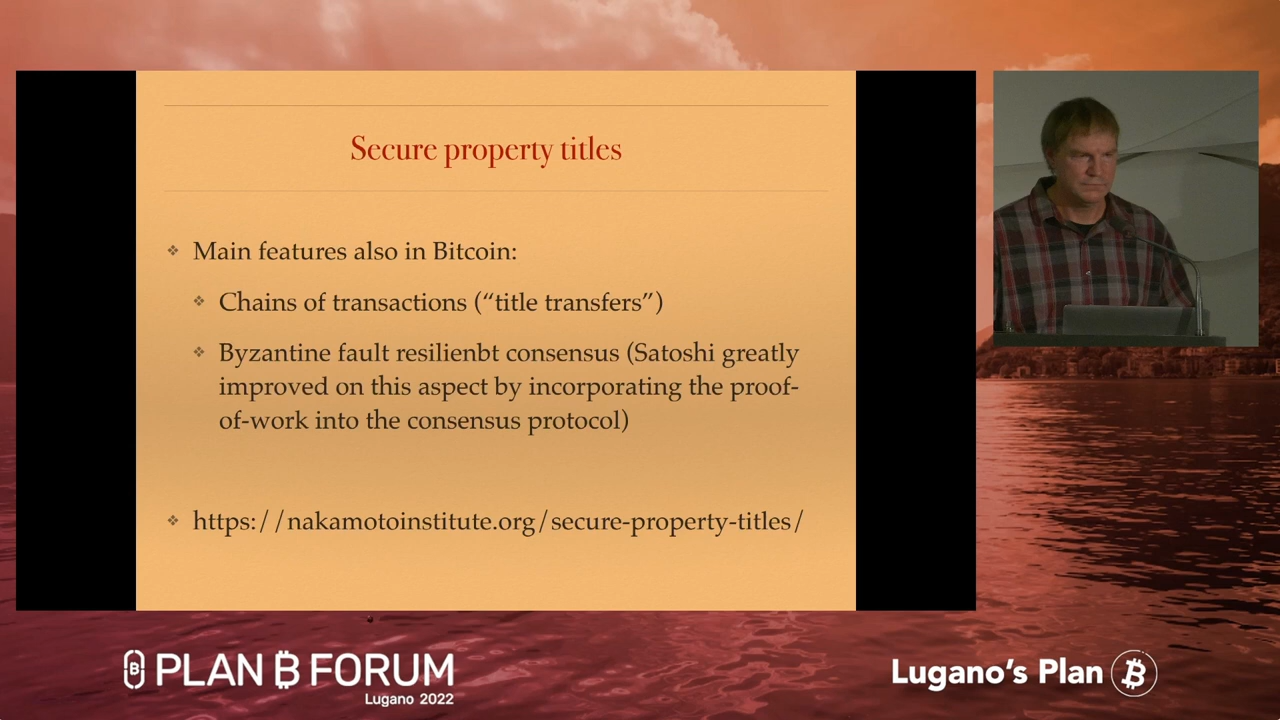 Secure property titles
Main features also in Bitcoin:
Chains of transactions (“title transfers”)
Byzantine fault resilienbt consensus (Satoshi greatly
improved on this aspect by incorporating the proof-
of-work into the consensus protocol)
https://nakamotoinstitute.org/secure-property-titles/
PLAN ₿ FORUM
Lugano 2022
Lugano’s Plan ₿